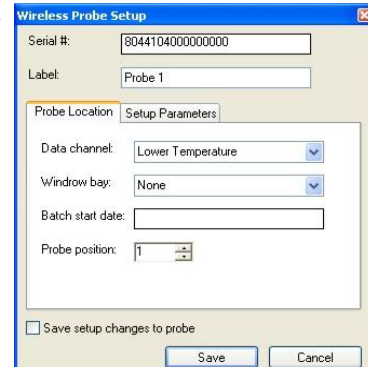 Wireless Probe Setup
Serial #: 8044104000000000
Label: Probe 1
Probe Location Setup Parameters
Data channel: Lower Temperature
Windrow bay: None
Batch start date:
Probe position: 1
Save setup changes to probe
Save Cancel